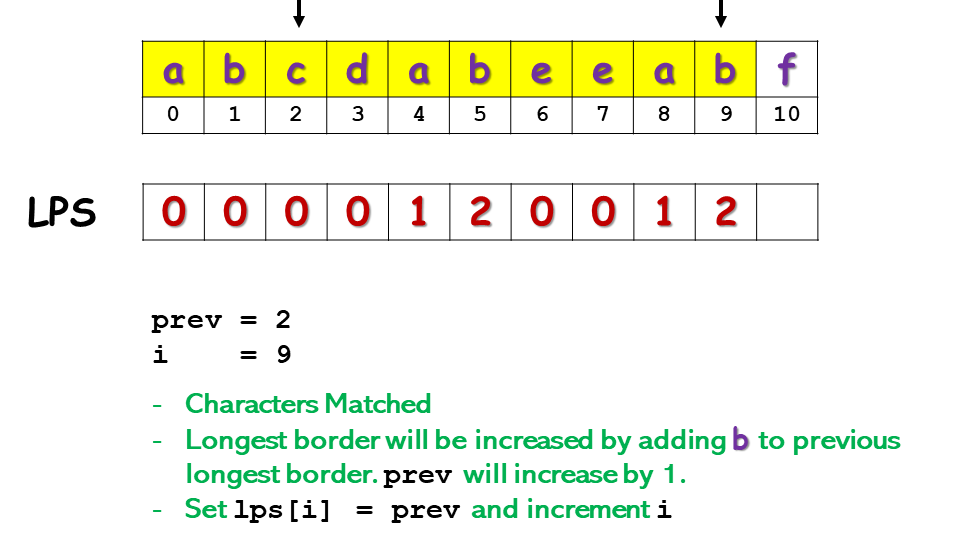 a b c d a b e e a b f
0 1 2 3 4 5 6 7 8 9 10
LPS 0 0 0 0 1 2 0 0 1 2
prev = 2
i = 9
- Characters Matched
- Longest border will be increased by adding b to previous
longest border. prev will increase by 1.
- Set lps[i] = prev and increment i